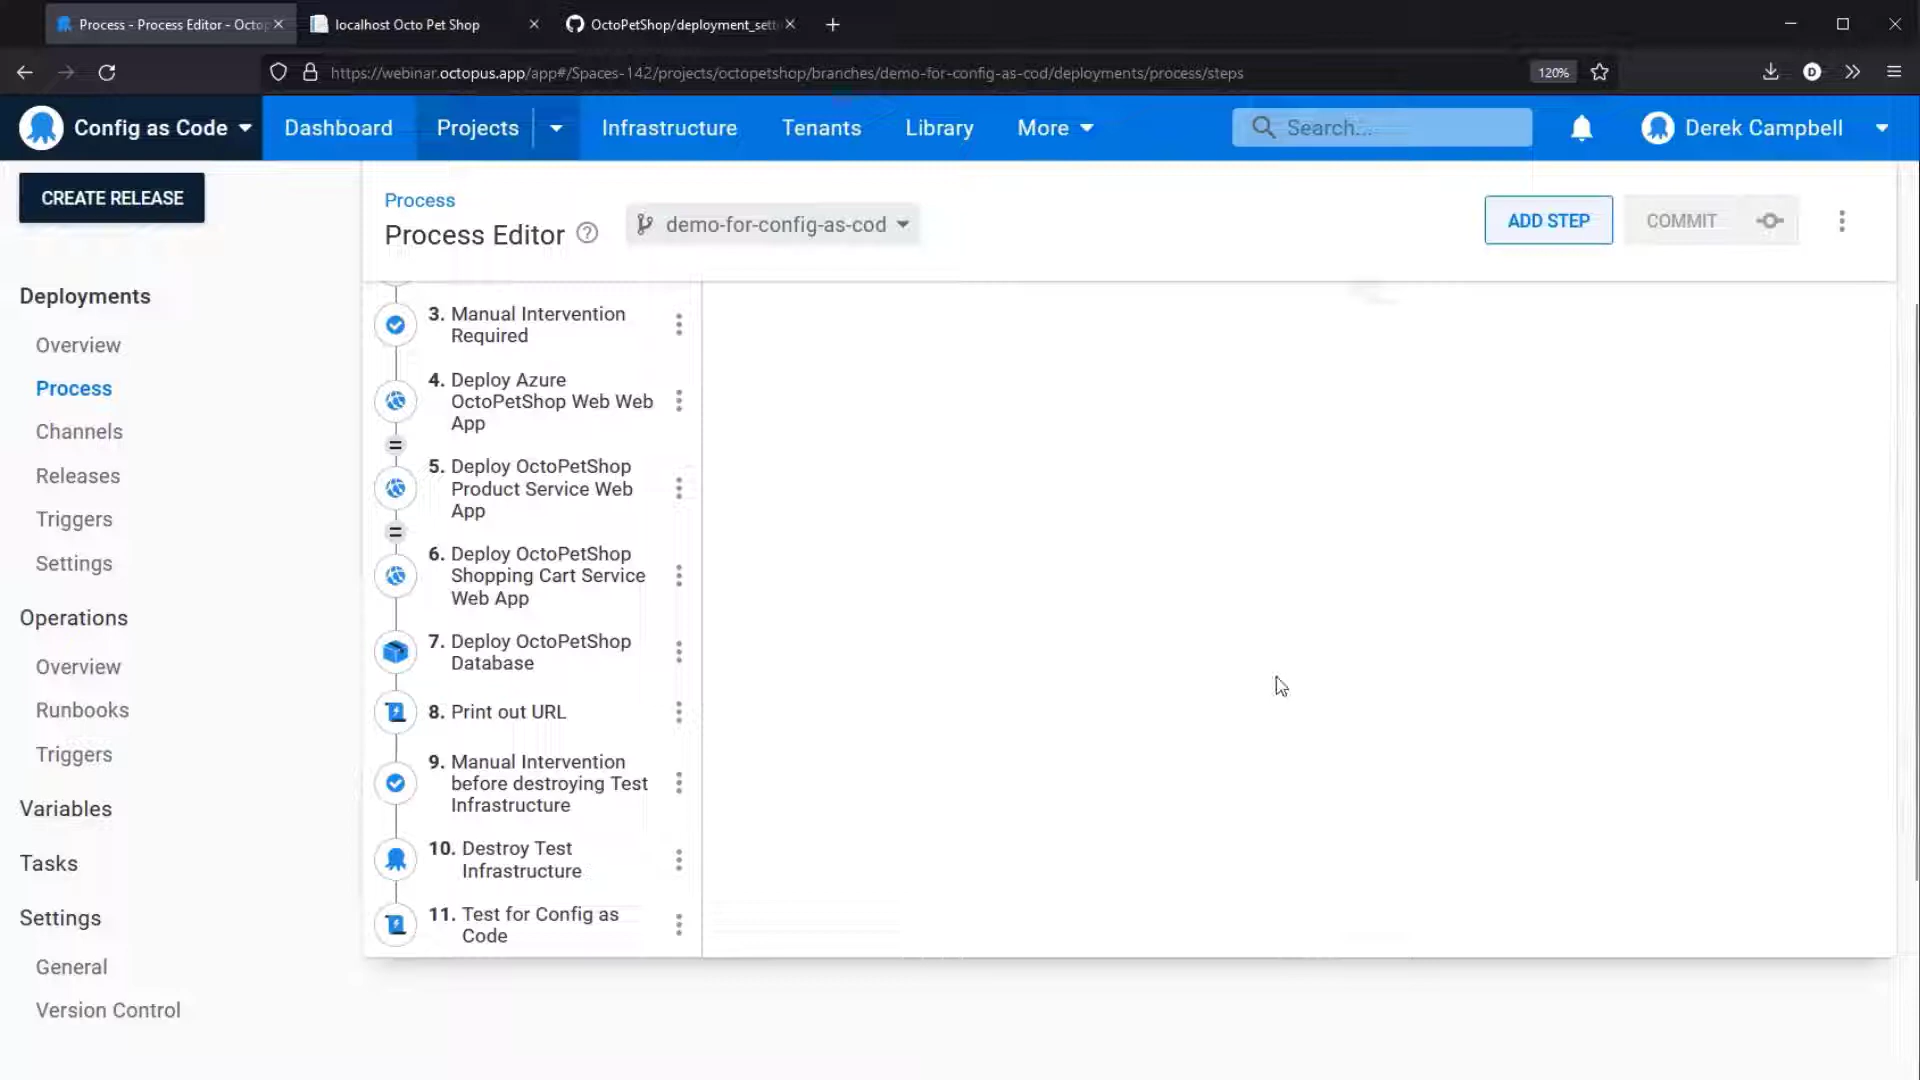 Process - Process Editor - Octop
localhost Octo Pet Shop
OctoPetShop/deployment_sett
https://webinar.octopus.app/app#/Spaces-142/projects/octopetshop/branches/demo-for-config-as-cod/deployments/process/steps
120%
D
Config as Code
Dashboard
Projects
Infrastructure
Tenants
Library
More
Search...
Derek Campbell
CREATE RELEASE
Process
Process Editor
demo-for-config-as-cod
ADD STEP
COMMIT
Deployments
Overview
Process
Channels
Releases
Triggers
Settings
Operations
Overview
Runbooks
Triggers
Variables
Tasks
Settings
General
Version Control
3. Manual Intervention
Required
4. Deploy Azure
OctoPetShop Web Web
App
5. Deploy OctoPetShop
Product Service Web
App
6. Deploy OctoPetShop
Shopping Cart Service
Web App
7. Deploy OctoPetShop
Database
8. Print out URL
9. Manual Intervention
before destroying Test
Infrastructure
10. Destroy Test
Infrastructure
11. Test for Config as
Code